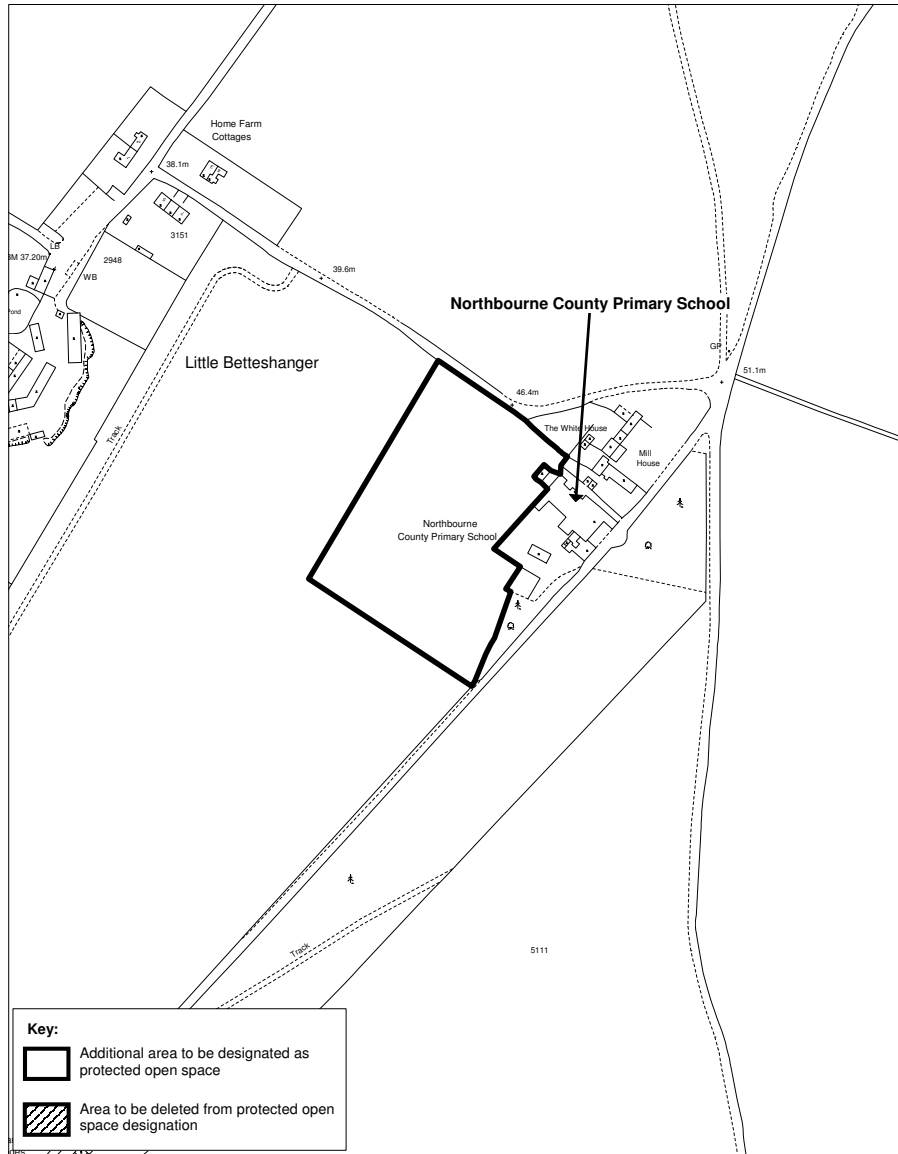 Home Farm
Cottages
38.1m
3151
LB
BM 37.20m
2948
WB
39.6m
Pond
Northbourne County Primary School
GP
Little Betteshanger
51.1m
46.4m
The White House
Mill
House
Track
Northbourne
County Primary School
Track
5111
Key:
Additional area to be designated as
protected open space
Area to be deleted from protected open
space designation